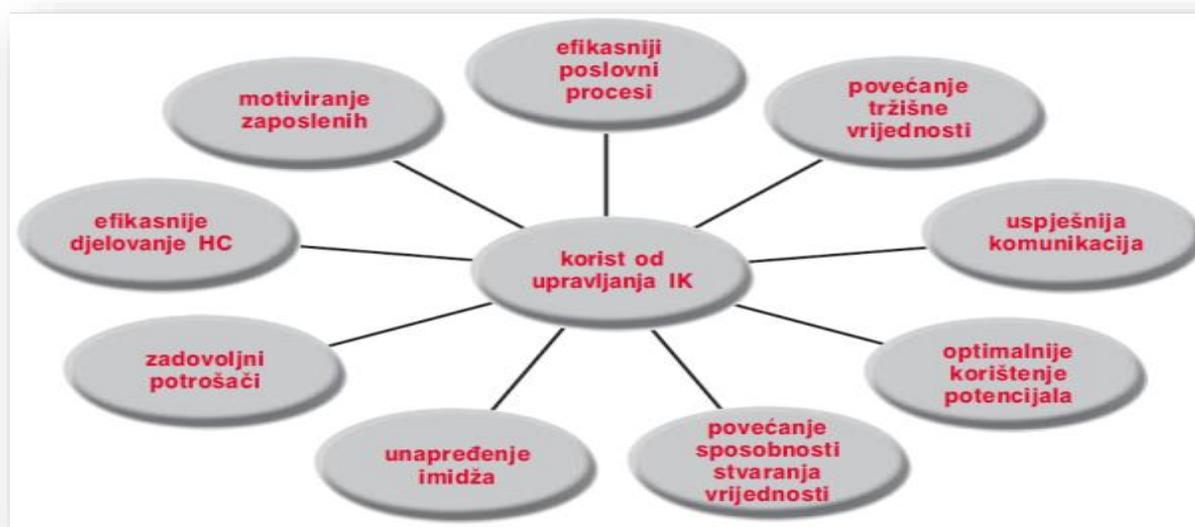 efikasniji
poslovni
procesi
motiviranje
zaposlenih
povećanje
tržišne
vrijednosti
efikasnije
djelovanje HC
uspješnija
komunikacija
korist od
upravljanja IK
zadovoljni
potrošači
optimalnije
korištenje
potencijala
unapređenje
imidža
povećanje
sposobnosti
stvaranja
vrijednosti